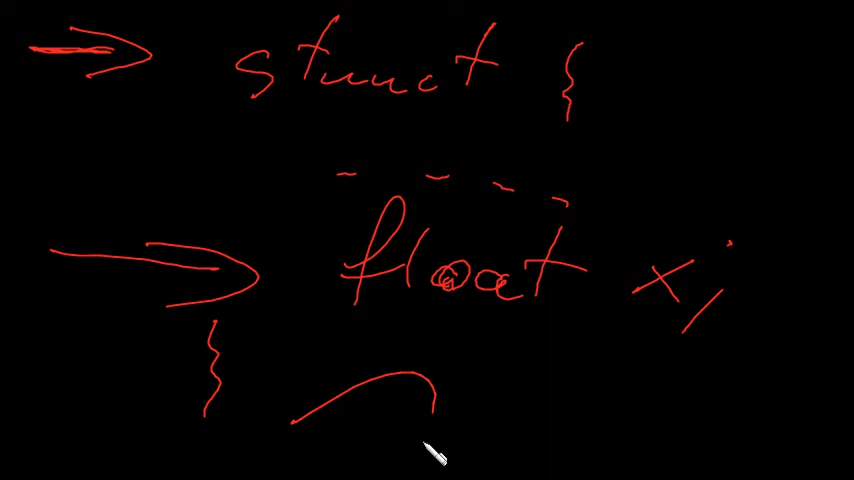 struct {
float x;
}